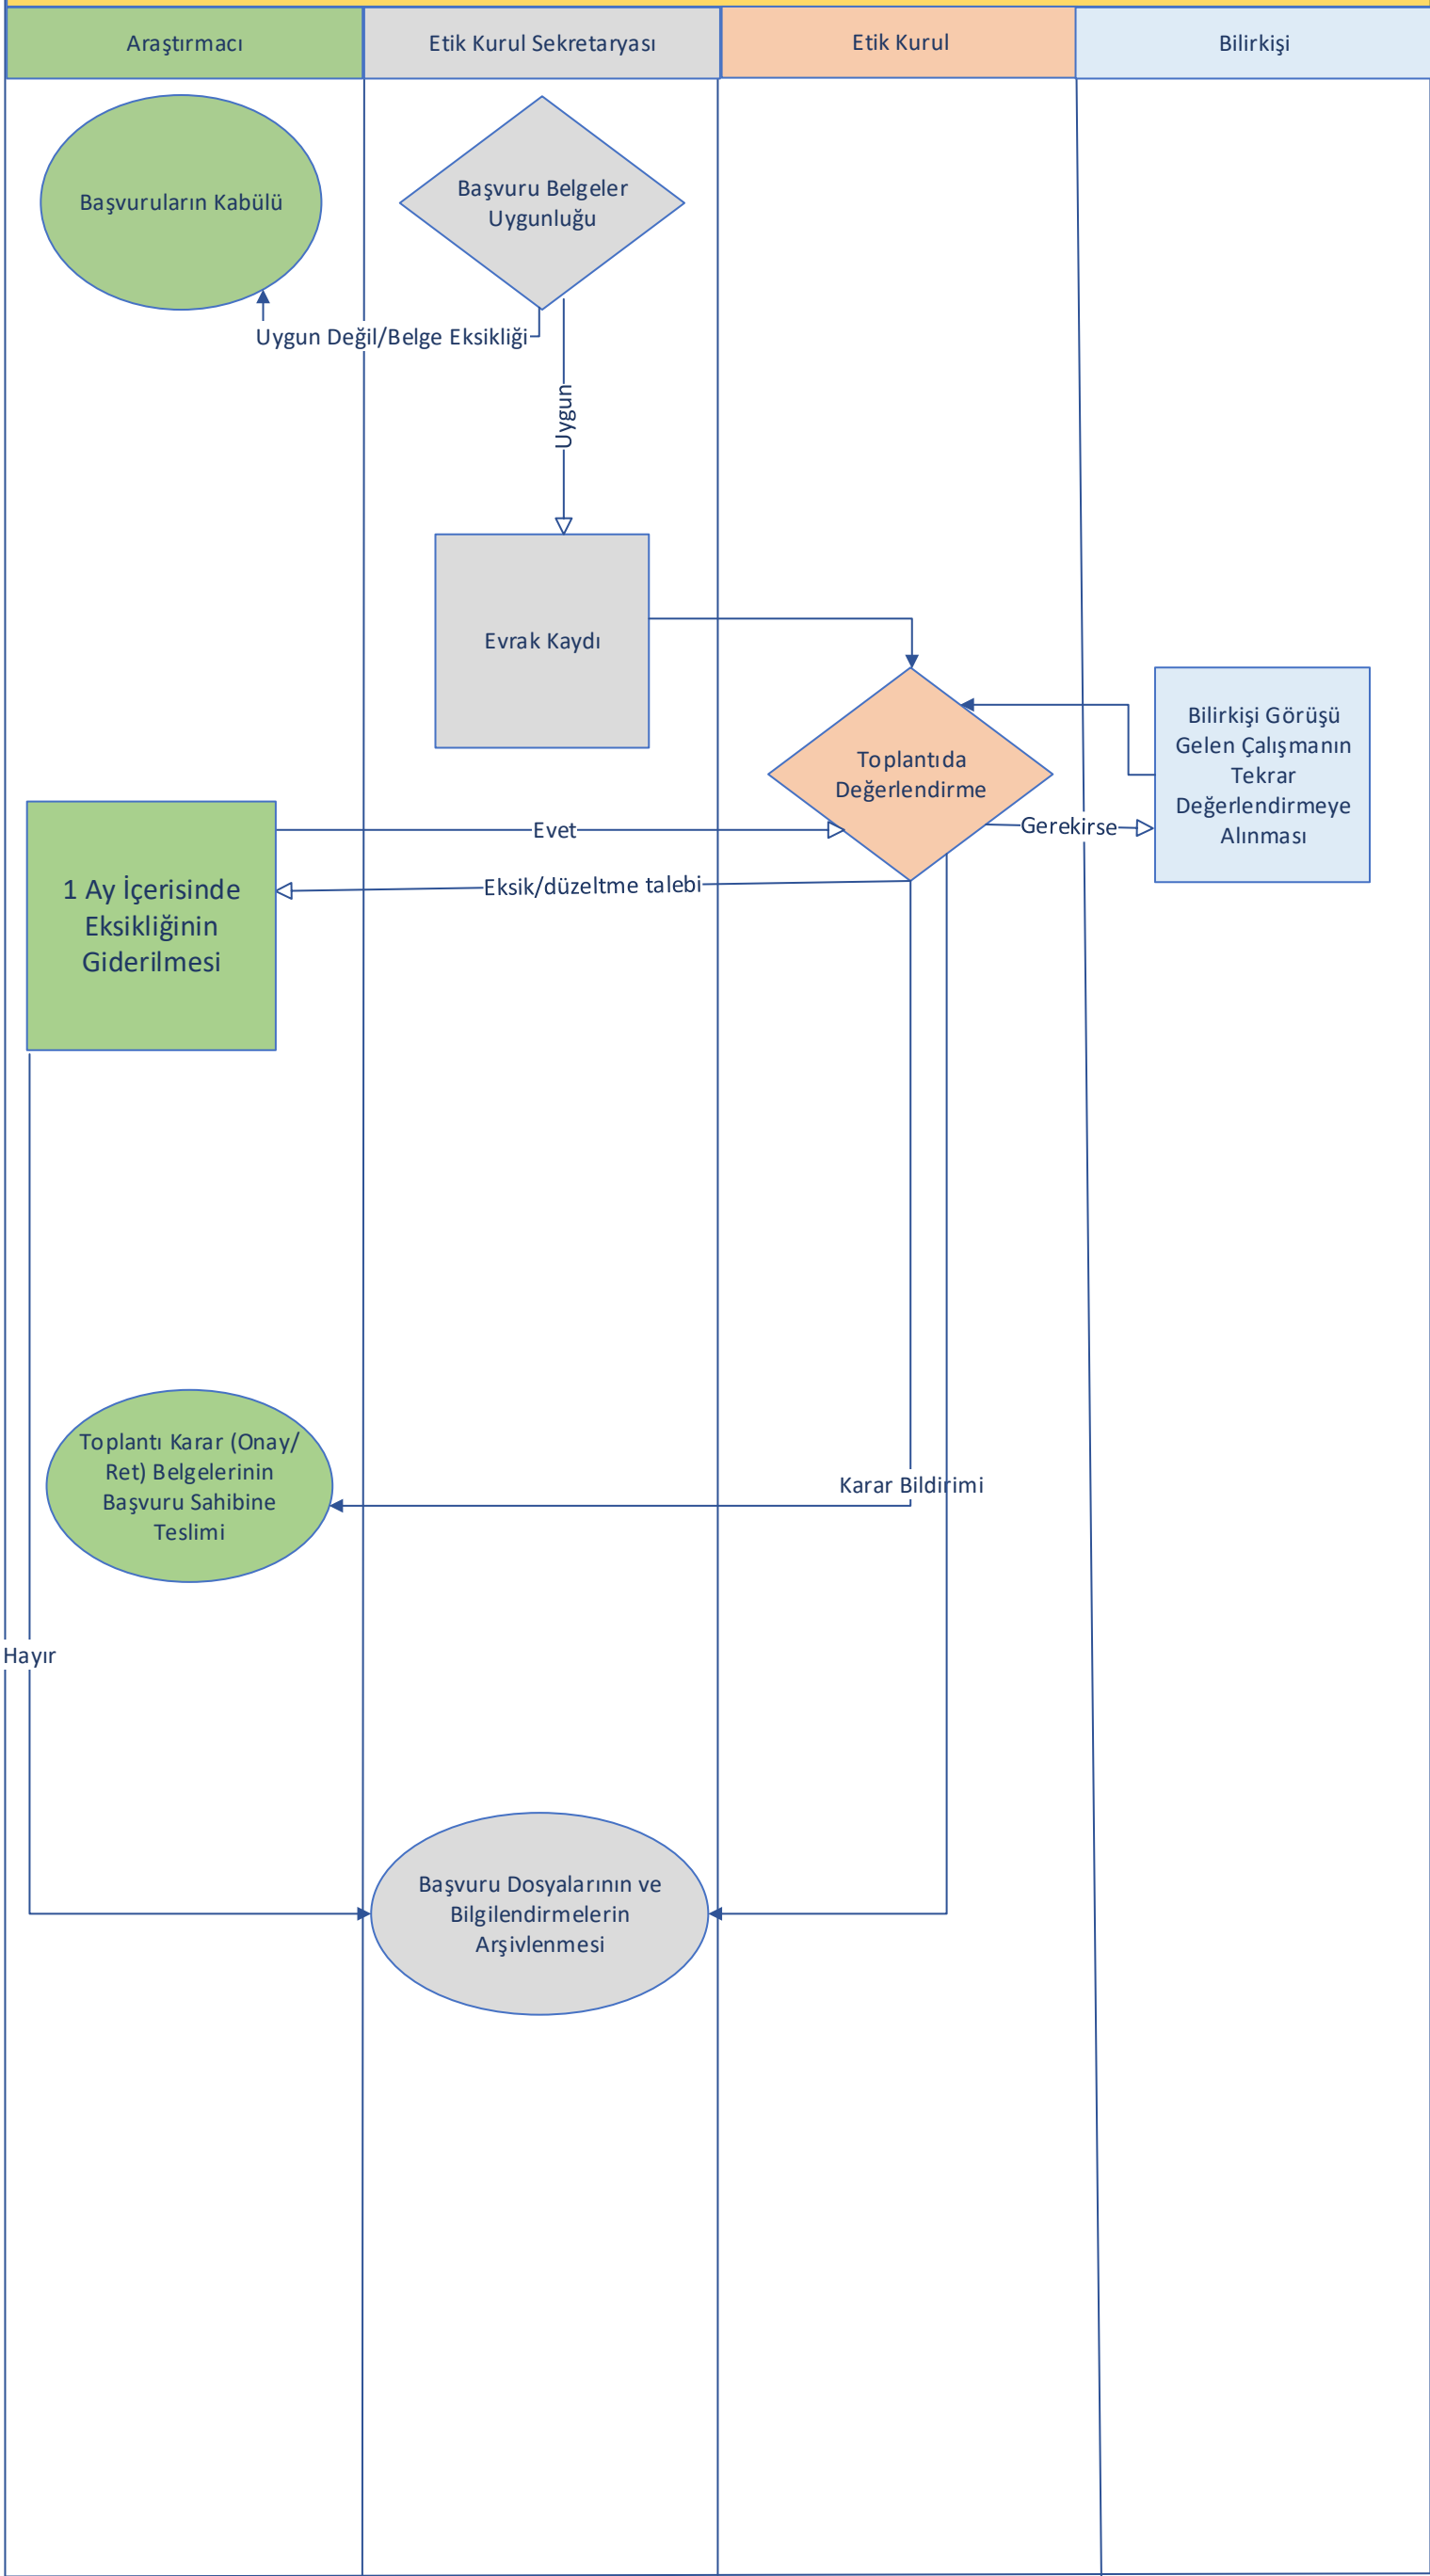 Araştırmacı
Etik Kurul Sekretaryası
Etik Kurul
Bilirkişi
Başvuruların Kabülü
Başvuru Belgeler
Uygunluğu
Uygun Değil/Belge Eksikliği
Uygun
Evrak Kaydı
Toplantıda
Değerlendirme
Bilirkişi Görüşü
Gelen Çalışmanın
Tekrar
Değerlendirmeye
Alınması
Evet
Gerekirse
Eksik/düzeltme talebi
1 Ay İçerisinde
Eksikliğinin
Giderilmesi
Toplantı Karar (Onay/
Ret) Belgelerinin
Başvuru Sahibine
Teslimi
Karar Bildirimi
Hayır
Başvuru Dosyalarının ve
Bilgilendirmelerin
Arşivlenmesi